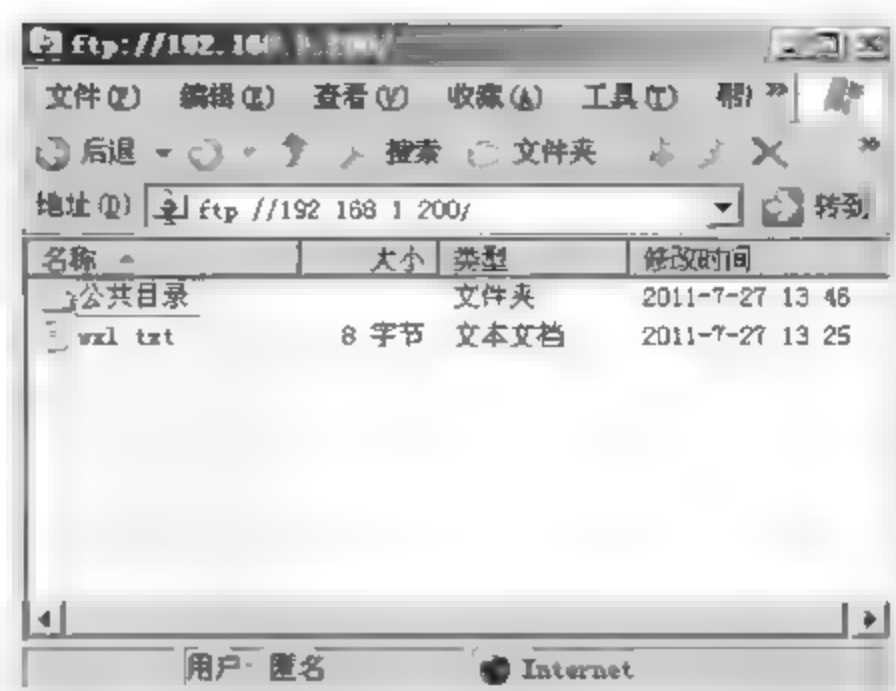 ftp://192.168.1.200/
文件(F) 编辑(E) 查看(V) 收藏(A) 工具(T) 帮 »
后退 搜索 文件夹 »
地址(D) ftp //192 168 1 200/ 转到
名称 大小 类型 修改时间
公共目录 文件夹 2011-7-27 13 46
wxl txt 8 字节 文本文档 2011-7-27 13 25
用户: 匿名 Internet